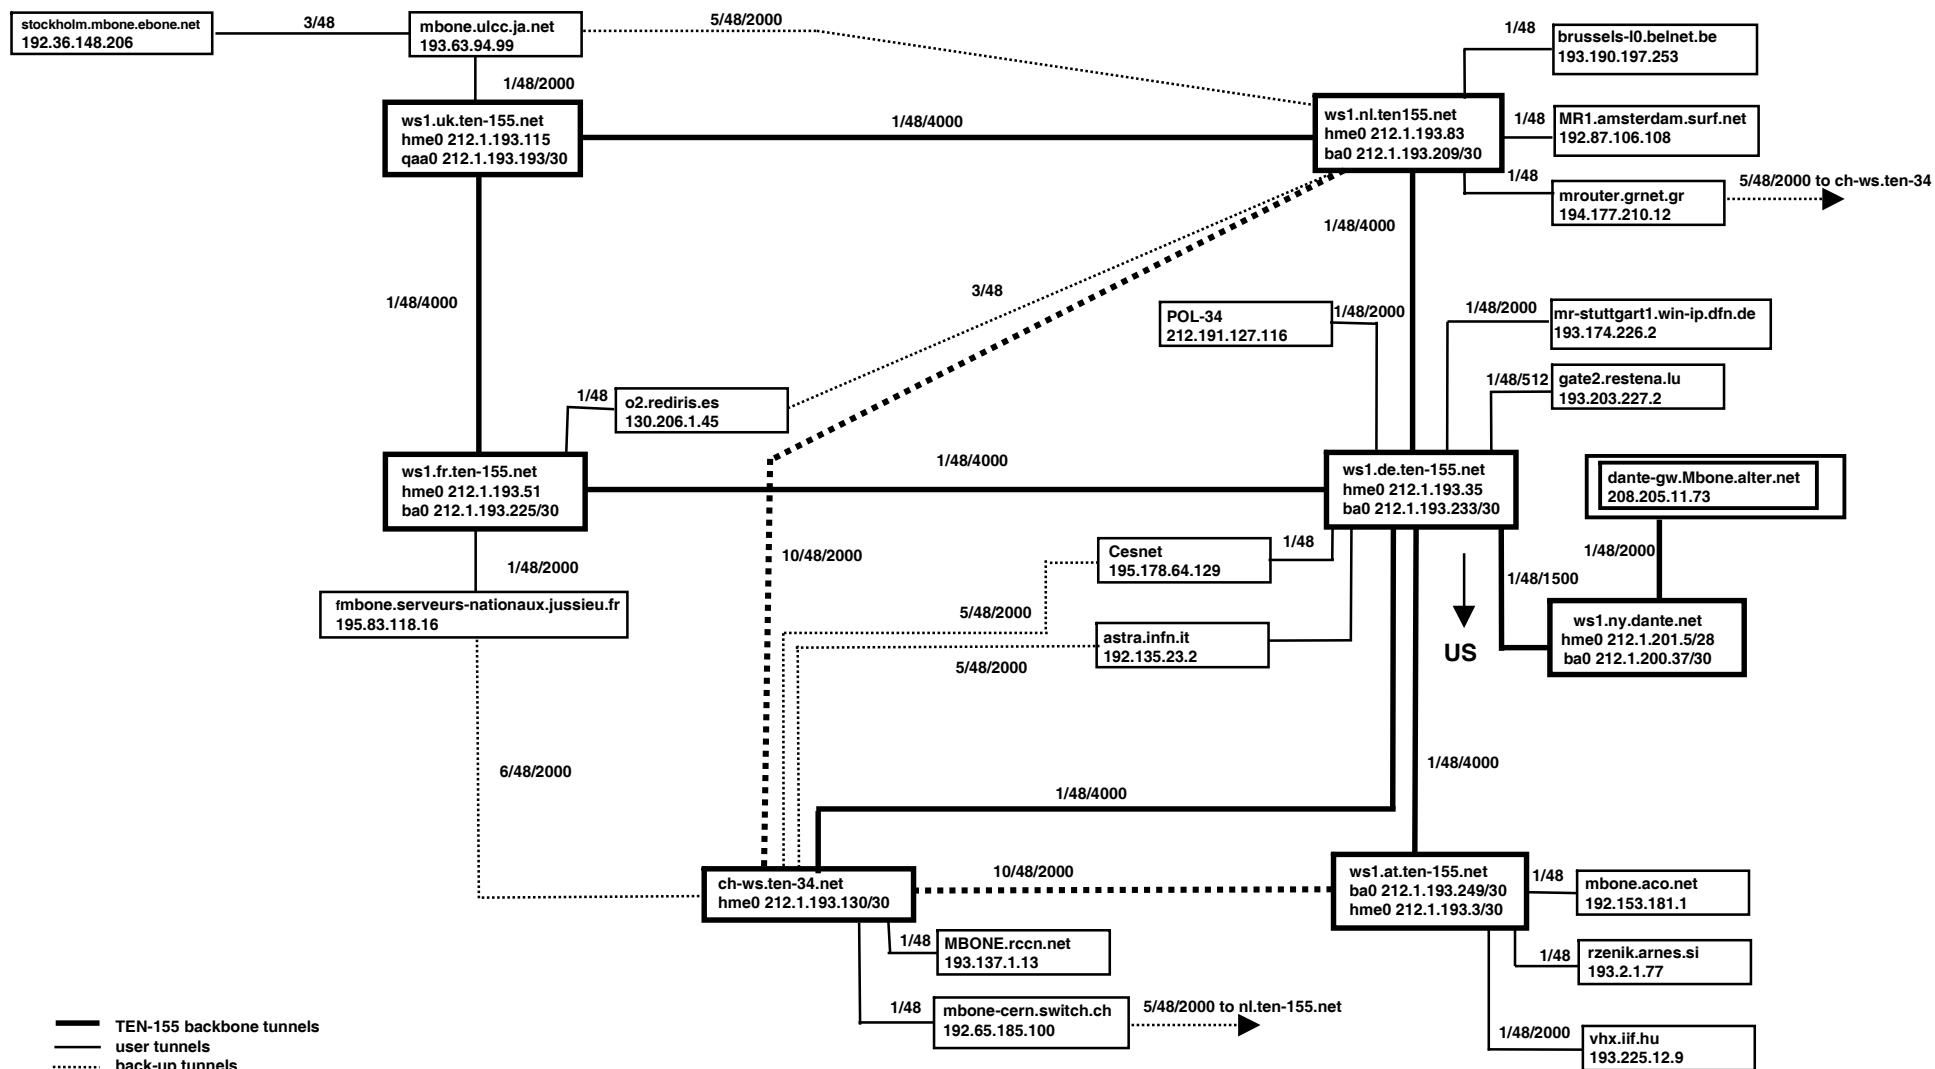 stockholm.mbone.ebone.net
192.36.148.206
3/48
mbone.ulcc.ja.net
193.63.94.99
5/48/2000
1/48
brussels-l0.belnet.be
193.190.197.253
1/48/2000
ws1.uk.ten-155.net
hme0 212.1.193.115
qaa0 212.1.193.193/30
1/48/4000
ws1.nl.ten155.net
hme0 212.1.193.83
ba0 212.1.193.209/30
1/48
MR1.amsterdam.surf.net
192.87.106.108
1/48
mrouter.grnet.gr
194.177.210.12
5/48/2000 to ch-ws.ten-34
1/48/4000
1/48/4000
3/48
POL-34
212.191.127.116
1/48/2000
1/48/2000
mr-stuttgart1.win-ip.dfn.de
193.174.226.2
1/48/512
gate2.restena.lu
193.203.227.2
1/48
o2.rediris.es
130.206.1.45
ws1.fr.ten-155.net
hme0 212.1.193.51
ba0 212.1.193.225/30
1/48/4000
ws1.de.ten-155.net
hme0 212.1.193.35
ba0 212.1.193.233/30
dante-gw.Mbone.alter.net
208.205.11.73
10/48/2000
1/48/2000
1/48/2000
Cesnet
195.178.64.129
1/48
1/48/1500
fmbone.serveurs-nationaux.jussieu.fr
195.83.118.16
5/48/2000
astra.infn.it
192.135.23.2
5/48/2000
US
ws1.ny.dante.net
hme0 212.1.201.5/28
ba0 212.1.200.37/30
6/48/2000
1/48/4000
1/48/4000
ch-ws.ten-34.net
hme0 212.1.193.130/30
10/48/2000
ws1.at.ten-155.net
ba0 212.1.193.249/30
hme0 212.1.193.3/30
1/48
mbone.aco.net
192.153.181.1
1/48
MBONE.rccn.net
193.137.1.13
1/48
rzenik.arnes.si
193.2.1.77
1/48
mbone-cern.switch.ch
192.65.185.100
5/48/2000 to nl.ten-155.net
1/48/2000
vhx.iif.hu
193.225.12.9
TEN-155 backbone tunnels
user tunnels
back-up tunnels